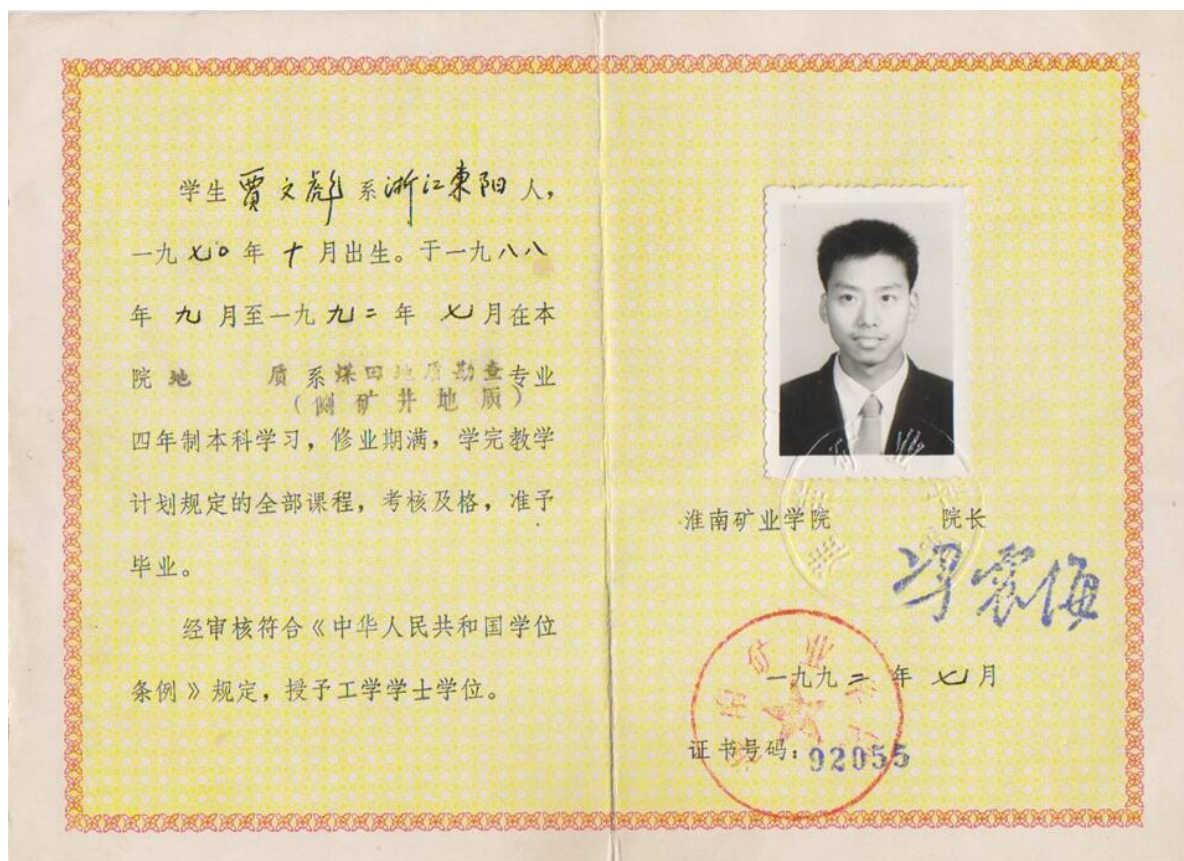 学生 贾文彪 系 浙江东阳 人，
一九七〇年 十 月出生。于一九八八
年 九 月至一九九二 年 七 月在本
院 地 质 系 煤田地质勘查 专业
（侧矿井地质）
四年制本科学习，修业期满，学完教学
计划规定的全部课程，考核及格，准予
毕业。
经审核符合《中华人民共和国学位
条例》规定，授予工学学士学位。
淮南矿业学院 院长
一九九二 年 七 月
证书号码：92055